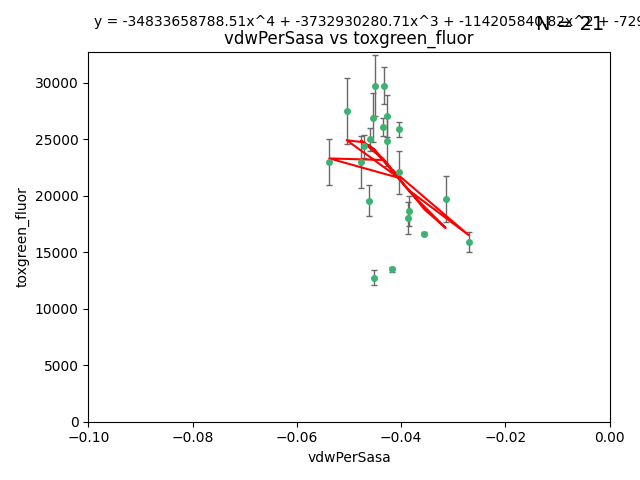 y = -34833658788.51x^4 + -3732930280.71x^3 + -114205840.82x^2 + -729
N = 21
vdwPerSasa vs toxgreen_fluor
toxgreen_fluor
30000
25000
20000
15000
10000
5000
0
−0.10
−0.08
−0.06
−0.04
−0.02
0.00
vdwPerSasa